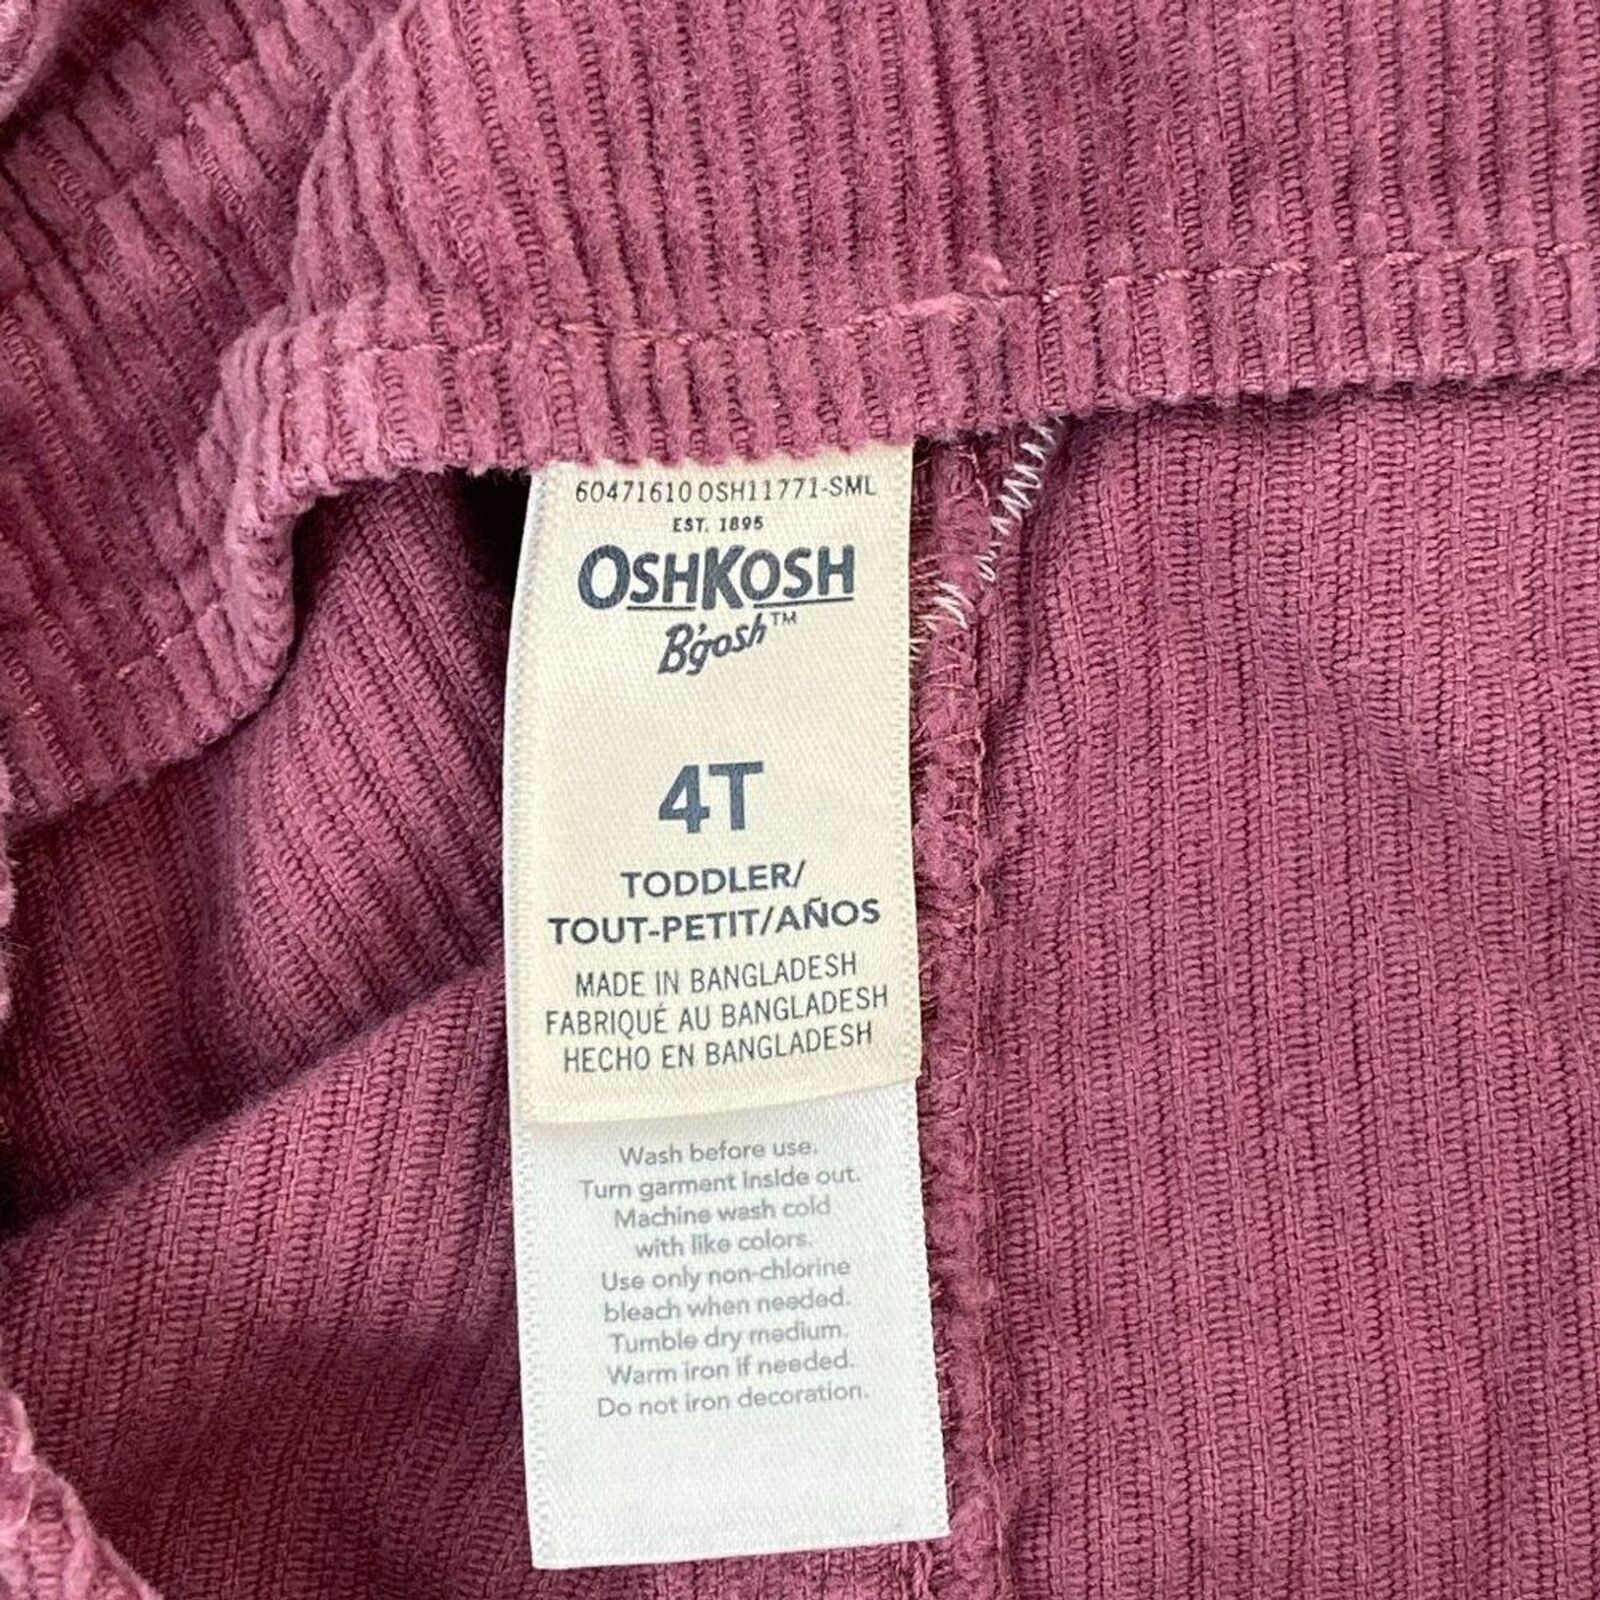 60471610 OSH11771-SML
EST. 1895
OSHKOSH
B'gosh™
4T
TODDLER/
TOUT-PETIT/AÑOS
MADE IN BANGLADESH
FABRIQUÉ AU BANGLADESH
HECHO EN BANGLADESH
Wash before use.
Turn garment inside out.
Machine wash cold
with like colors.
Use only non-chlorine
bleach when needed.
Tumble dry medium.
Warm iron if needed.
Do not iron decoration.